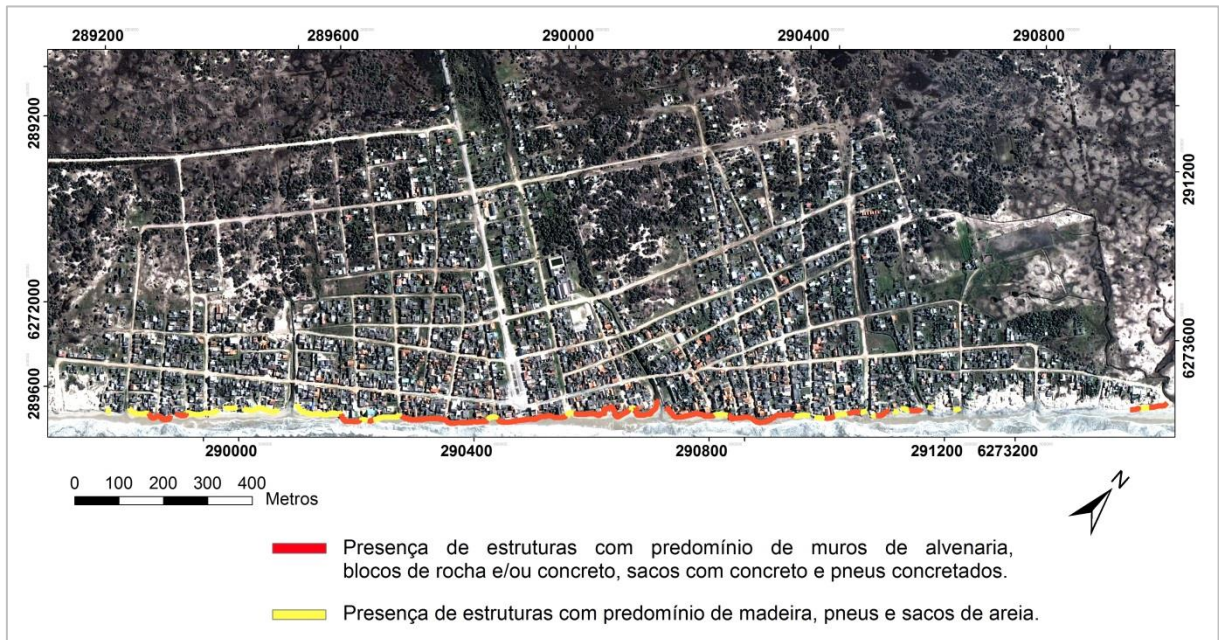 289200 289600 290000 290400 290800
289200
291200
6272000
6273600
289600
290000 290400 290800 291200 6273200
0 100 200 300 400
Metros
N
Presença de estruturas com predomínio de muros de alvenaria,
blocos de rocha e/ou concreto, sacos com concreto e pneus concretados.
Presença de estruturas com predomínio de madeira, pneus e sacos de areia.